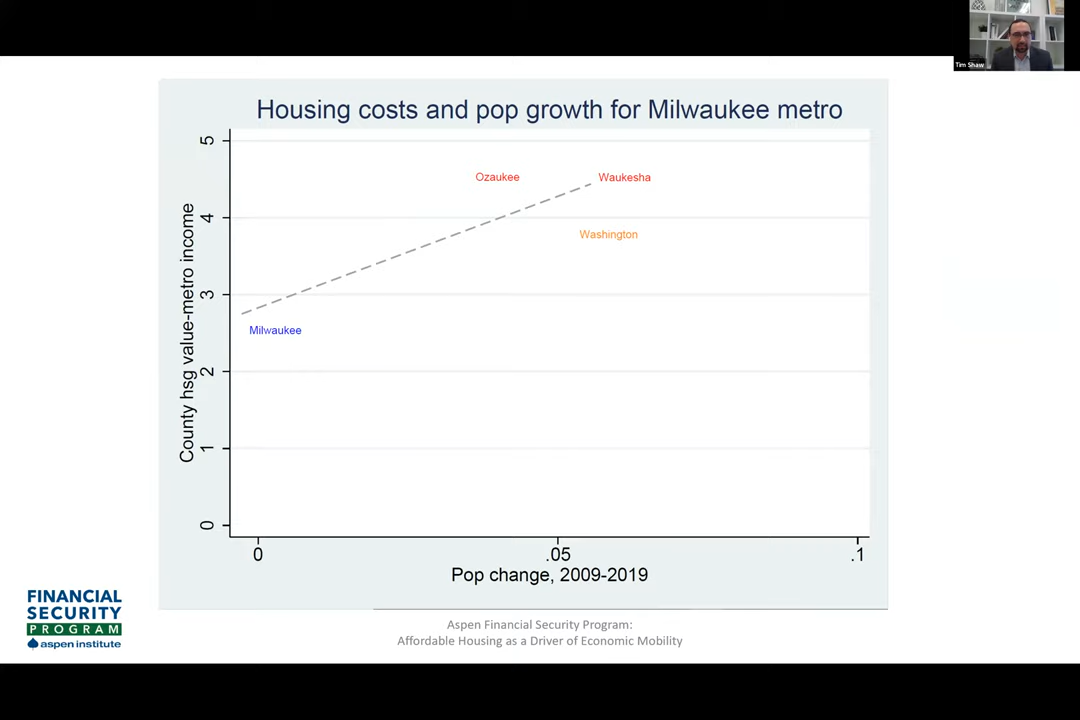 Tim Shaw
Housing costs and pop growth for Milwaukee metro
County hsg value-metro income
5
4
3
2
1
0
Ozaukee
Waukesha
Washington
Milwaukee
0
.05
.1
Pop change, 2009-2019
FINANCIAL
SECURITY
PROGRAM
aspen institute
Aspen Financial Security Program:
Affordable Housing as a Driver of Economic Mobility